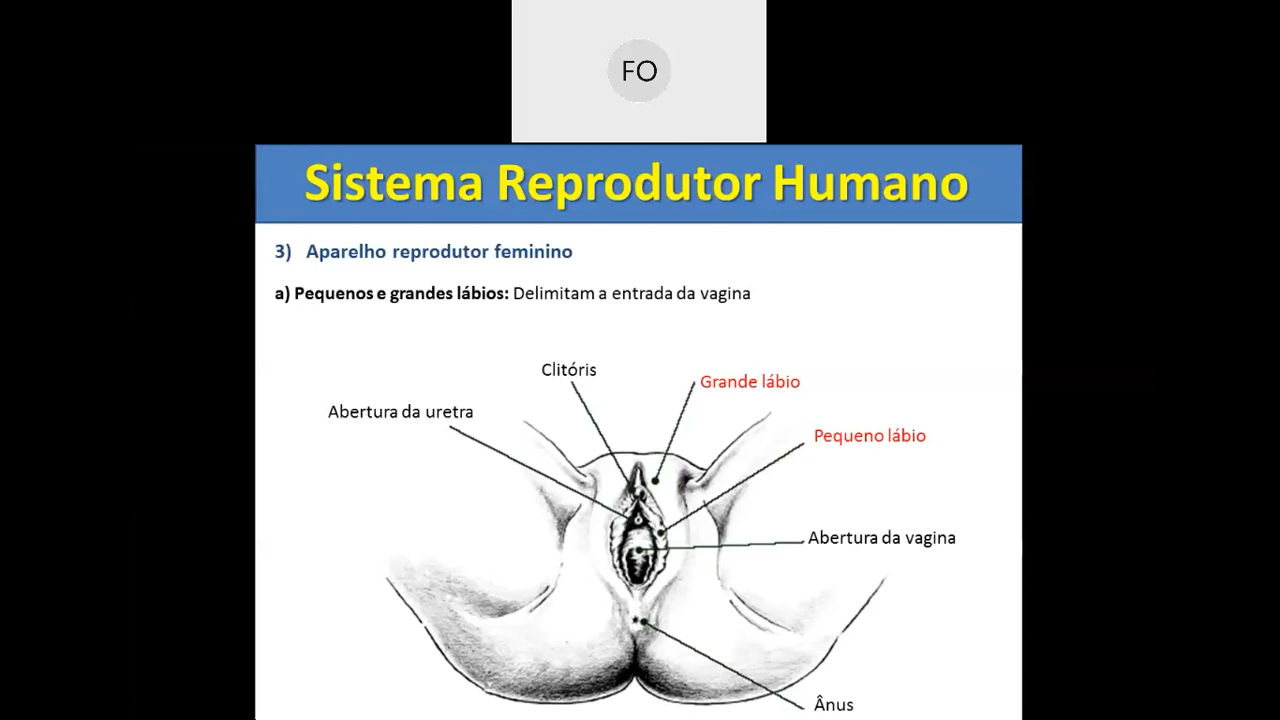 FO
Sistema Reprodutor Humano
3) Aparelho reprodutor feminino
a) Pequenos e grandes lábios: Delimitam a entrada da vagina
Clitóris
Grande lábio
Abertura da uretra
Pequeno lábio
Abertura da vagina
Ânus